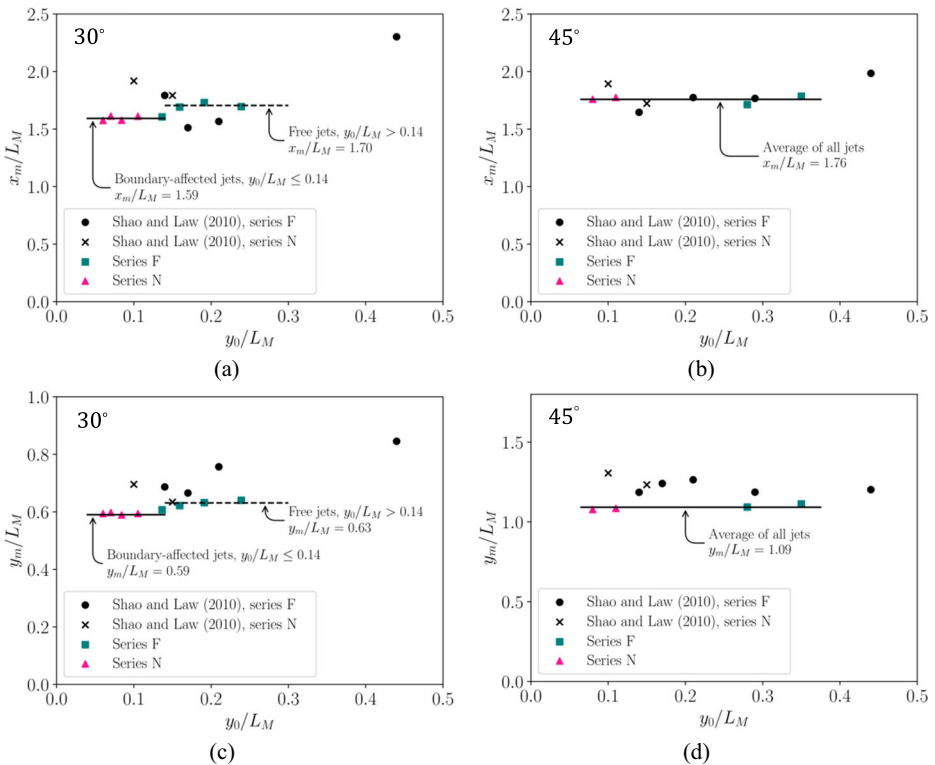 30°
2.5
2.0
1.5
1.0
0.5
0.0
x_m/L_M
Free jets, y_0/L_M > 0.14
x_m/L_M = 1.70
Boundary-affected jets, y_0/L_M ≤ 0.14
x_m/L_M = 1.59
Shao and Law (2010), series F
Shao and Law (2010), series N
Series F
Series N
0.0 0.1 0.2 0.3 0.4 0.5
y_0/L_M
(a)
45°
2.5
2.0
1.5
1.0
0.5
0.0
x_m/L_M
Average of all jets
x_m/L_M = 1.76
Shao and Law (2010), series F
Shao and Law (2010), series N
Series F
Series N
0.0 0.1 0.2 0.3 0.4 0.5
y_0/L_M
(b)
30°
1.0
0.8
0.6
0.4
0.2
0.0
y_m/L_M
Free jets, y_0/L_M > 0.14
y_m/L_M = 0.63
Boundary-affected jets, y_0/L_M ≤ 0.14
y_m/L_M = 0.59
Shao and Law (2010), series F
Shao and Law (2010), series N
Series F
Series N
0.0 0.1 0.2 0.3 0.4 0.5
y_0/L_M
(c)
45°
1.5
1.0
0.5
0.0
y_m/L_M
Average of all jets
y_m/L_M = 1.09
Shao and Law (2010), series F
Shao and Law (2010), series N
Series F
Series N
0.0 0.1 0.2 0.3 0.4 0.5
y_0/L_M
(d)